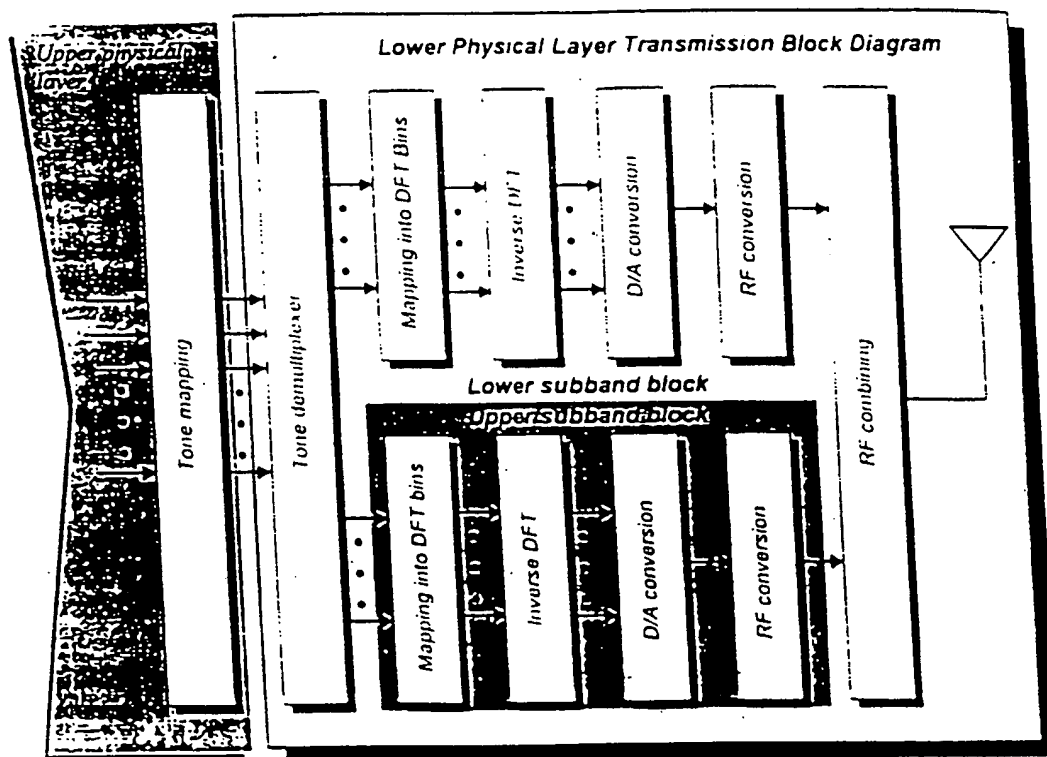 Upper physical
layer
Lower Physical Layer Transmission Block Diagram
Tone mapping
Tone demultiplexer
Mapping into DFT Bins
Inverse DFT
D/A conversion
RF conversion
Lower subband block
Upper subband block
Mapping into DFT bins
Inverse DFT
D/A conversion
RF conversion
RF combining